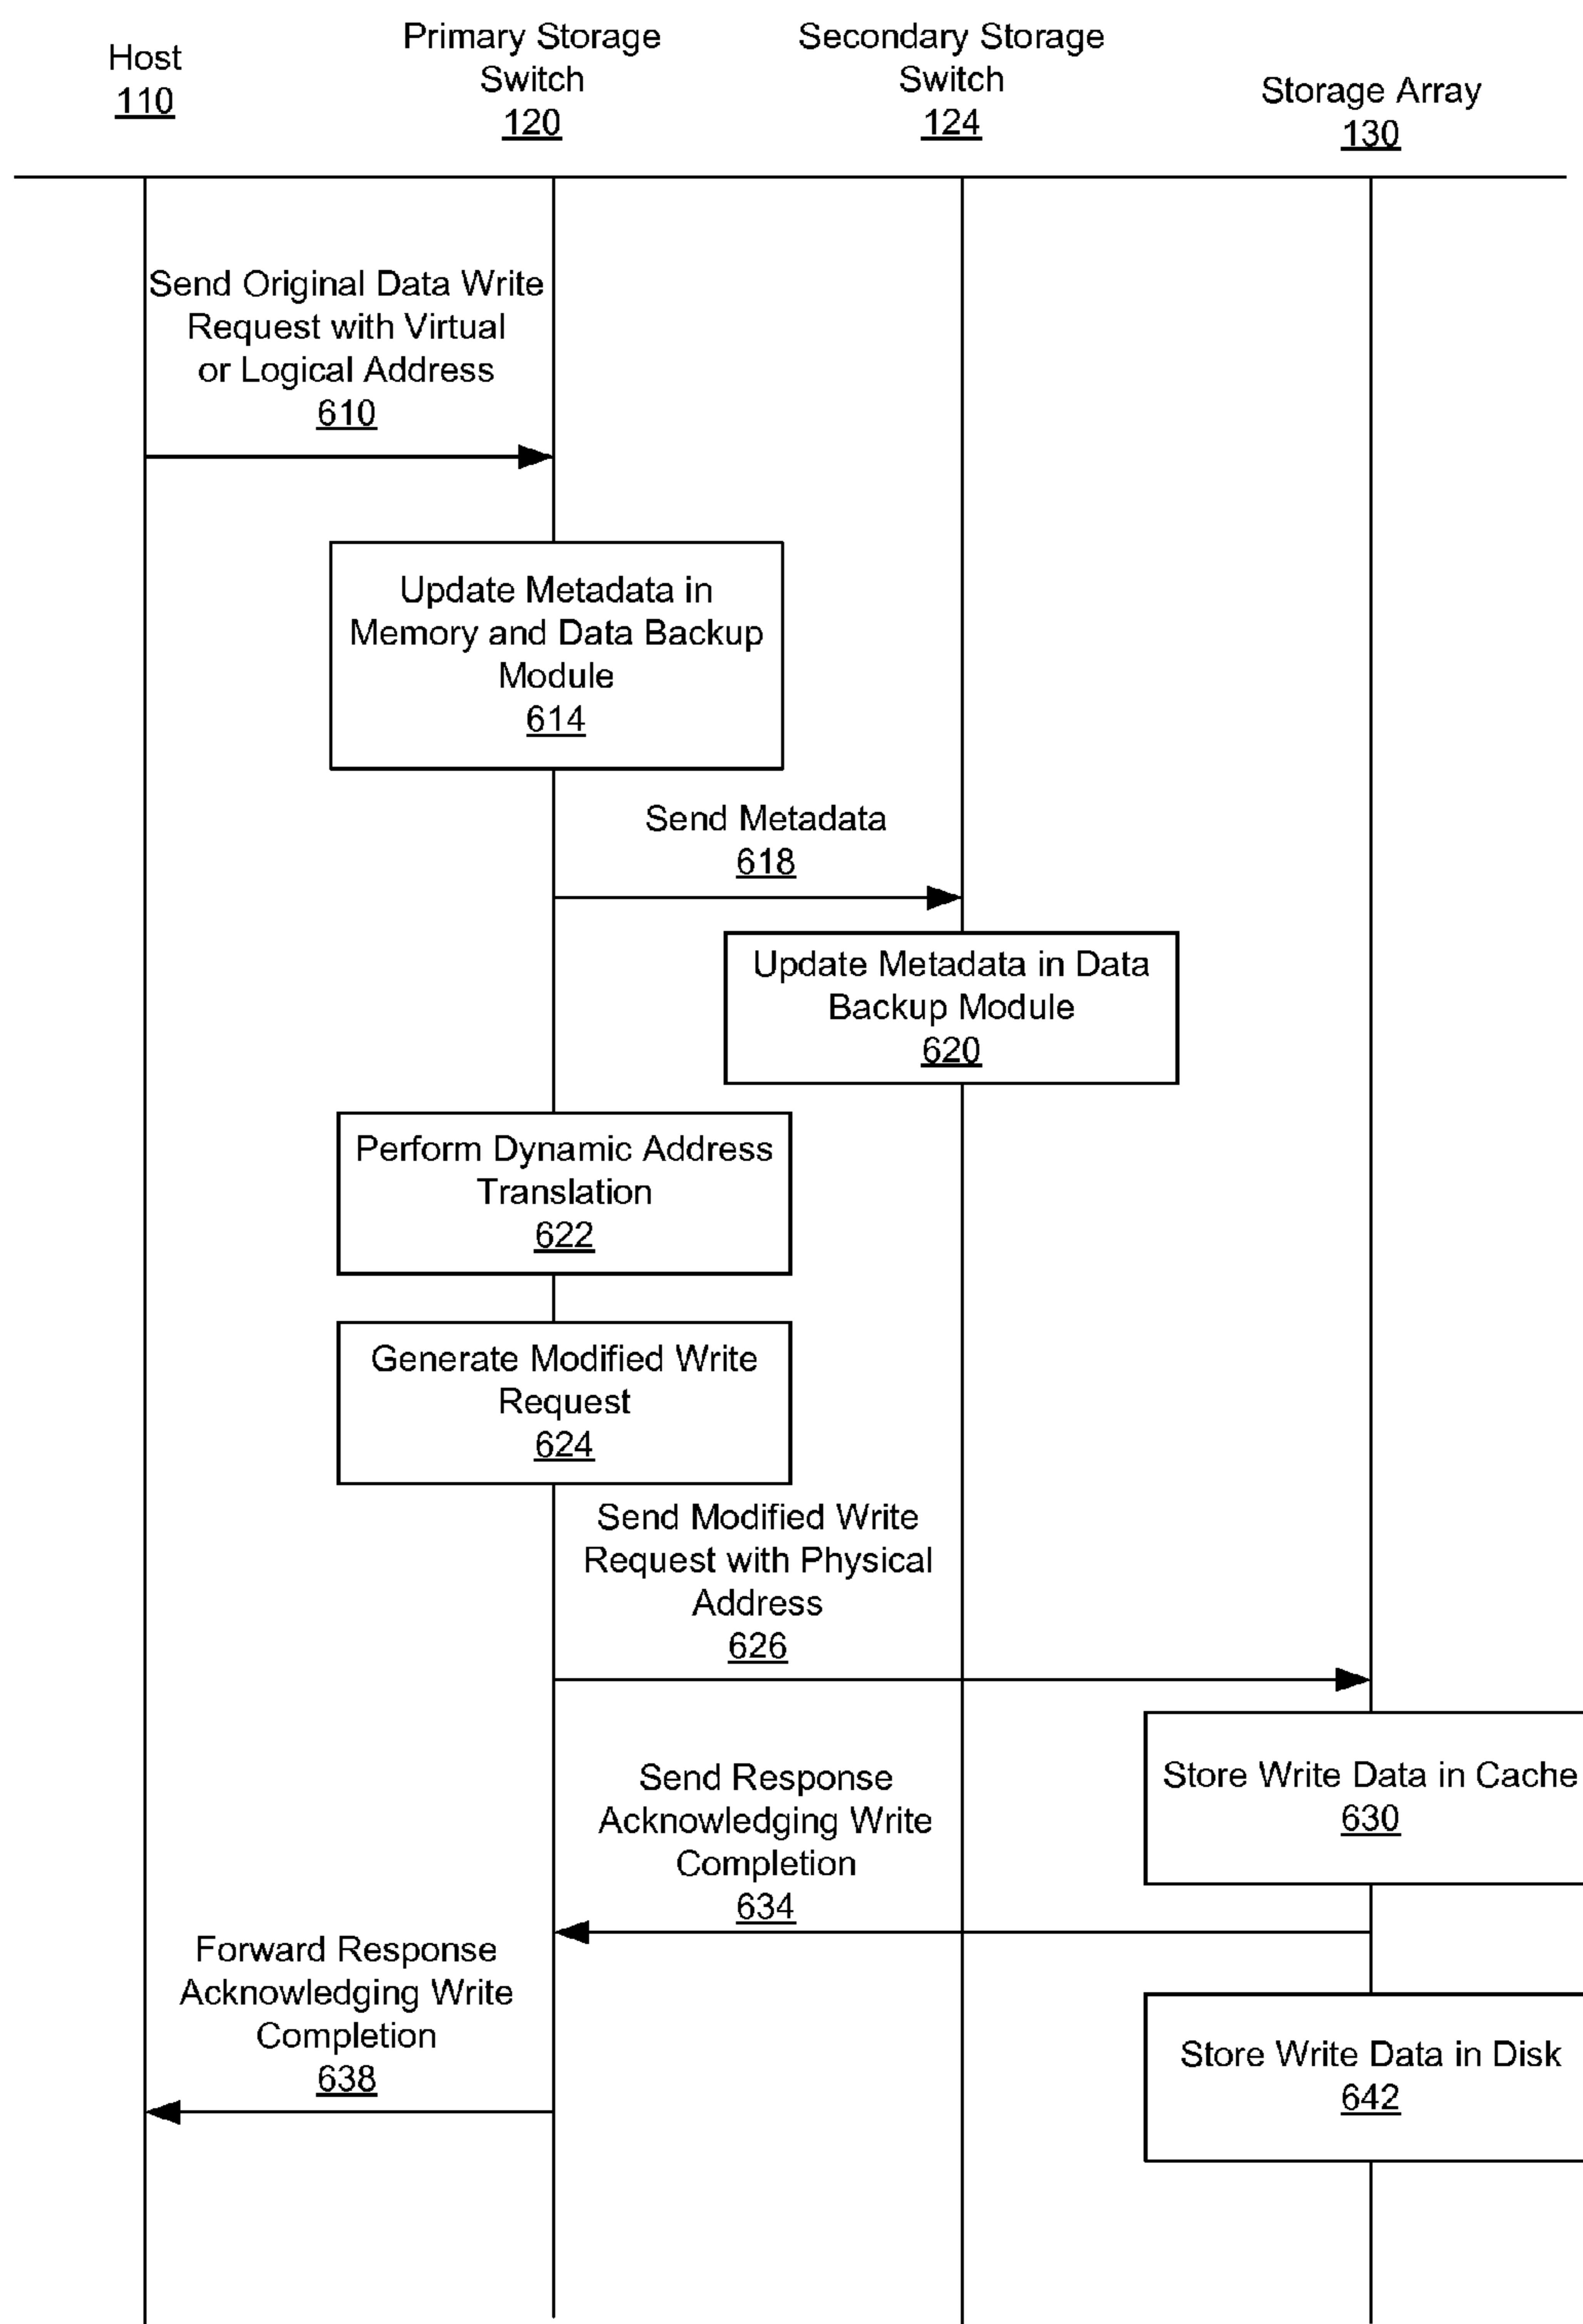 Host
110
Primary Storage
Switch
120
Secondary Storage
Switch
124
Storage Array
130
Send Original Data Write
Request with Virtual
or Logical Address
610
Update Metadata in
Memory and Data Backup
Module
614
Send Metadata
618
Update Metadata in Data
Backup Module
620
Perform Dynamic Address
Translation
622
Generate Modified Write
Request
624
Send Modified Write
Request with Physical
Address
626
Store Write Data in Cache
630
Send Response
Acknowledging Write
Completion
634
Forward Response
Acknowledging Write
Completion
638
Store Write Data in Disk
642